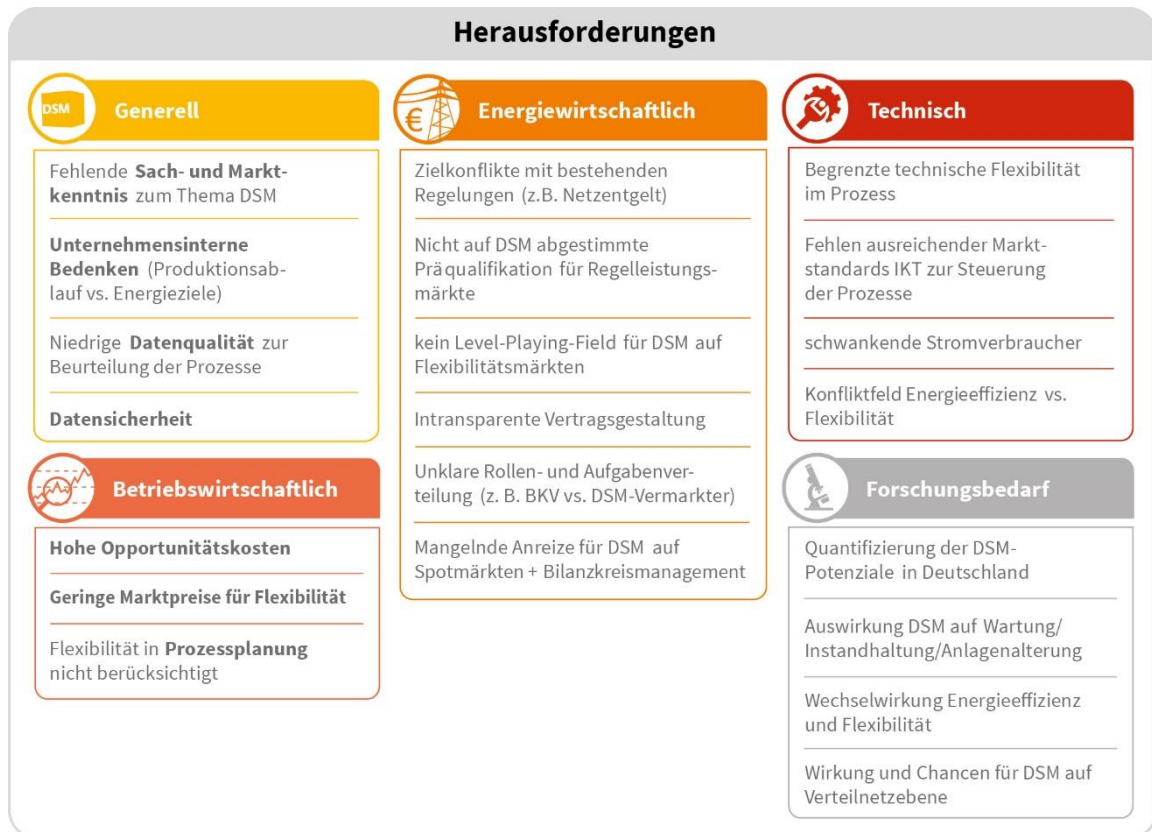 Herausforderungen
DSM
Generell
Fehlende Sach- und Markt-
kenntnis zum Thema DSM
Unternehmensinterne
Bedenken (Produktionsab-
lauf vs. Energieziele)
Niedrige Datenqualität zur
Beurteilung der Prozesse
Datensicherheit
Betriebswirtschaftlich
Hohe Opportunitätskosten
Geringe Marktpreise für Flexibilität
Flexibilität in Prozessplanung
nicht berücksichtigt
€
Energiewirtschaftlich
Zielkonflikte mit bestehenden
Regelungen (z.B. Netzentgelt)
Nicht auf DSM abgestimmte
Präqualifikation für Regelleistungs-
märkte
kein Level-Playing-Field für DSM auf
Flexibilitätsmärkten
Intransparente Vertragsgestaltung
Unklare Rollen- und Aufgabenver-
teilung (z. B. BKV vs. DSM-Vermarkter)
Mangelnde Anreize für DSM auf
Spotmärkten + Bilanzkreismanagement
Technisch
Begrenzte technische Flexibilität
im Prozess
Fehlen ausreichender Markt-
standards IKT zur Steuerung
der Prozesse
schwankende Stromverbraucher
Konfliktfeld Energieeffizienz vs.
Flexibilität
Forschungsbedarf
Quantifizierung der DSM-
Potenziale in Deutschland
Auswirkung DSM auf Wartung/
Instandhaltung/Anlagenalterung
Wechselwirkung Energieeffizienz
und Flexibilität
Wirkung und Chancen für DSM auf
Verteilnetzebene